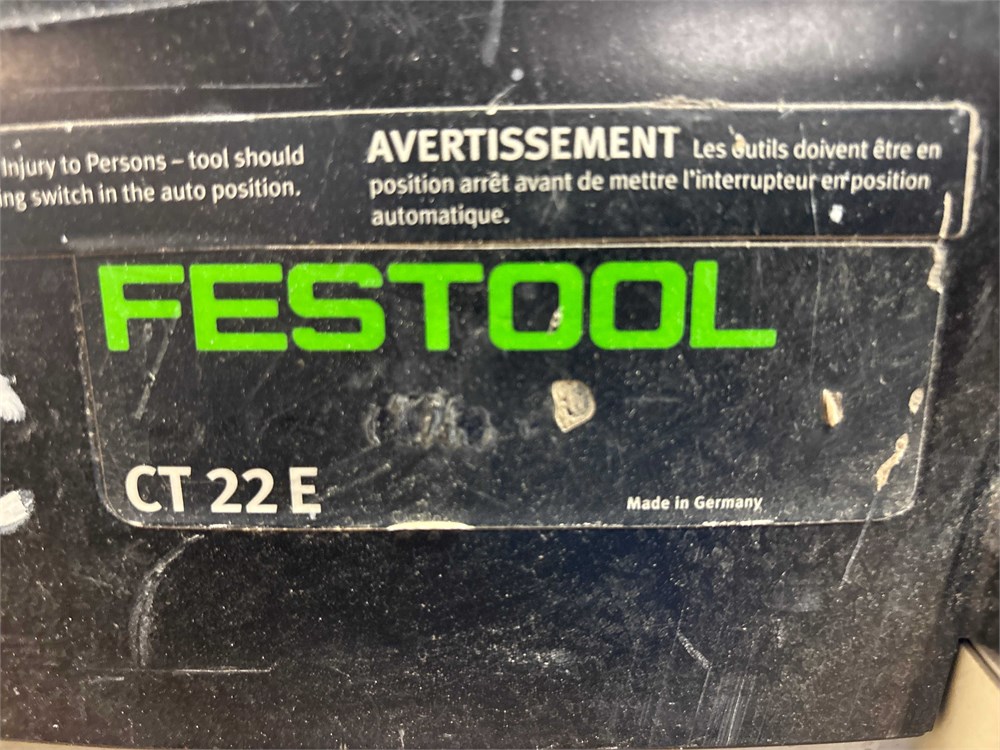 Injury to Persons – tool should
ing switch in the auto position.
AVERTISSEMENT Les outils doivent être en
position arrêt avant de mettre l'interrupteur en position
automatique.
FESTOOL
CT 22 E
Made in Germany